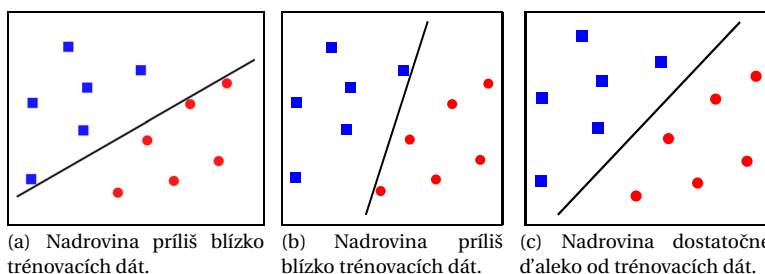 (a) Nadrovina príliš blízko
trénovacích dát.
(b) Nadrovina príliš
blízko trénovacích dát.
(c) Nadrovina dostatočne
ďaleko od trénovacích dát.